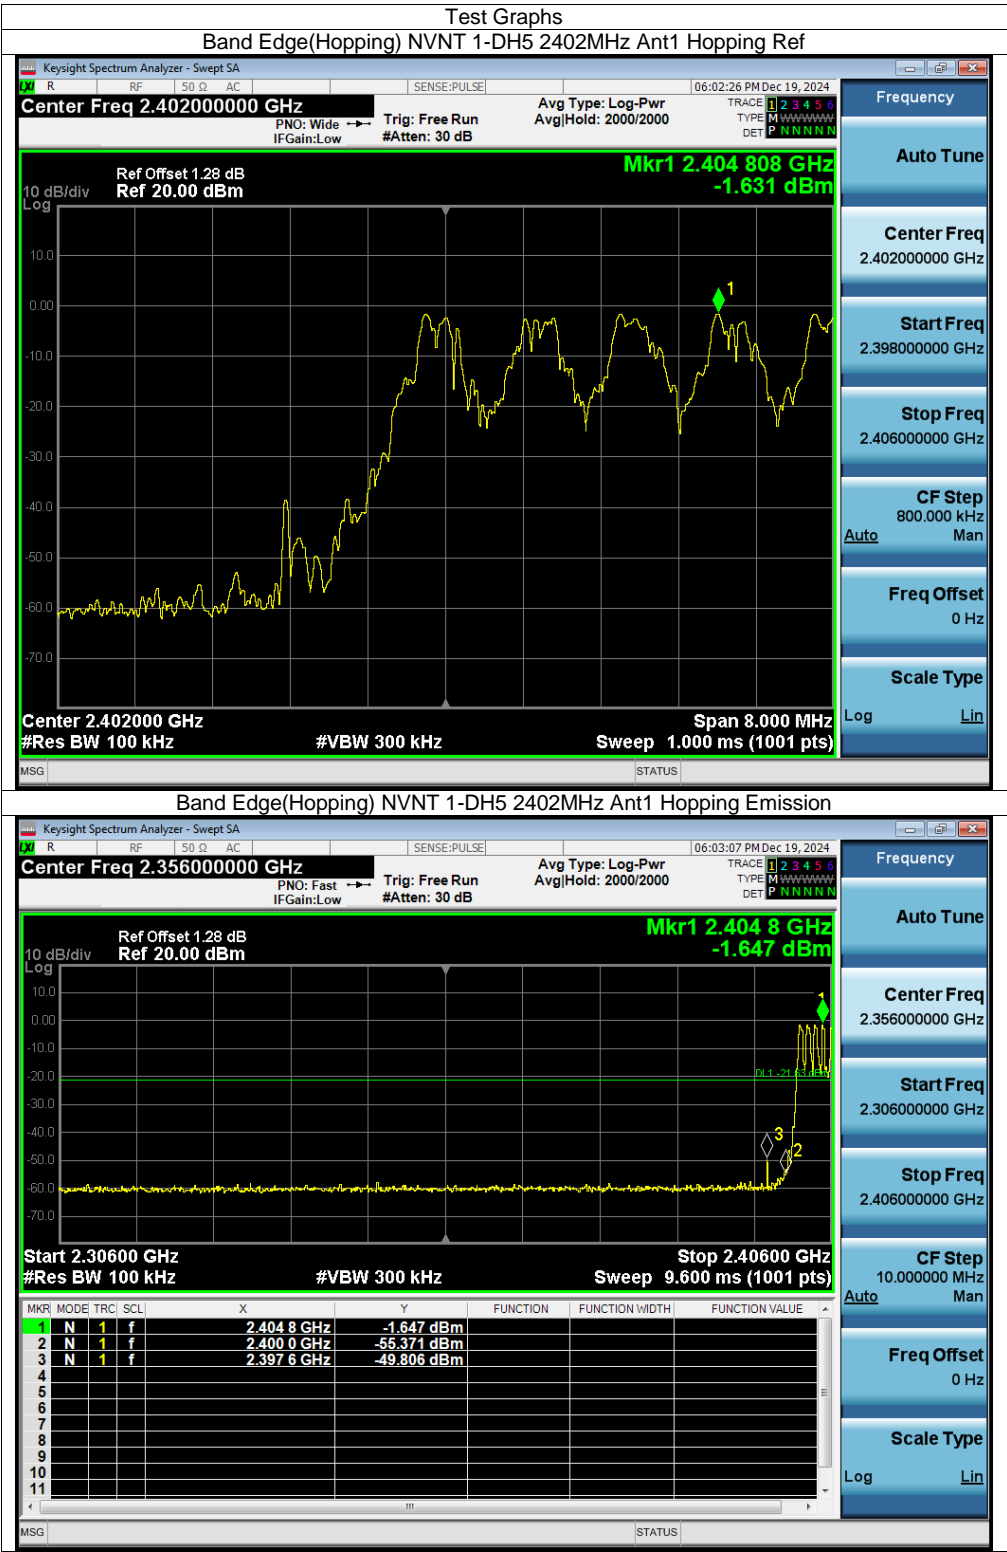 Test Graphs
Band Edge(Hopping) NVNT 1-DH5 2402MHz Ant1 Hopping Ref
Keysight Spectrum Analyzer - Swept SA
LXI R RF 50 Ω AC SENSE:PULSE 06:02:26 PM Dec 19, 2024
Center Freq 2.402000000 GHz
PNO: Wide
IFGain:Low
Trig: Free Run
#Atten: 30 dB
Avg Type: Log-Pwr
Avg|Hold: 2000/2000
TRACE 1 2 3 4 5 6
TYPE M WWWWW
DET P N N N N N
Ref Offset 1.28 dB
10 dB/div Ref 20.00 dBm
Log
Mkr1 2.404 808 GHz
-1.631 dBm
10.0
0.00
-10.0
-20.0
-30.0
-40.0
-50.0
-60.0
-70.0
1
Center 2.402000 GHz Span 8.000 MHz
#Res BW 100 kHz #VBW 300 kHz Sweep 1.000 ms (1001 pts)
MSG STATUS
Frequency
Auto Tune
Center Freq
2.402000000 GHz
Start Freq
2.398000000 GHz
Stop Freq
2.406000000 GHz
CF Step
800.000 kHz
Auto Man
Freq Offset
0 Hz
Scale Type
Log Lin
Band Edge(Hopping) NVNT 1-DH5 2402MHz Ant1 Hopping Emission
Keysight Spectrum Analyzer - Swept SA
LXI R RF 50 Ω AC SENSE:PULSE 06:03:07 PM Dec 19, 2024
Center Freq 2.356000000 GHz
PNO: Fast
IFGain:Low
Trig: Free Run
#Atten: 30 dB
Avg Type: Log-Pwr
Avg|Hold: 2000/2000
TRACE 1 2 3 4 5 6
TYPE M WWWWW
DET P N N N N N
Ref Offset 1.28 dB
10 dB/div Ref 20.00 dBm
Log
Mkr1 2.404 8 GHz
-1.647 dBm
10.0
0.00
-10.0
-20.0
-30.0
-40.0
-50.0
-60.0
-70.0
1
DL1 -21.63 dBm
3
2
Start 2.30600 GHz Stop 2.40600 GHz
#Res BW 100 kHz #VBW 300 kHz Sweep 9.600 ms (1001 pts)
MKR MODE TRC SCL X Y FUNCTION FUNCTION WIDTH FUNCTION VALUE
1 N 1 f 2.404 8 GHz -1.647 dBm
2 N 1 f 2.400 0 GHz -55.371 dBm
3 N 1 f 2.397 6 GHz -49.806 dBm
4
5
6
7
8
9
10
11
MSG STATUS
Frequency
Auto Tune
Center Freq
2.356000000 GHz
Start Freq
2.306000000 GHz
Stop Freq
2.406000000 GHz
CF Step
10.000000 MHz
Auto Man
Freq Offset
0 Hz
Scale Type
Log Lin